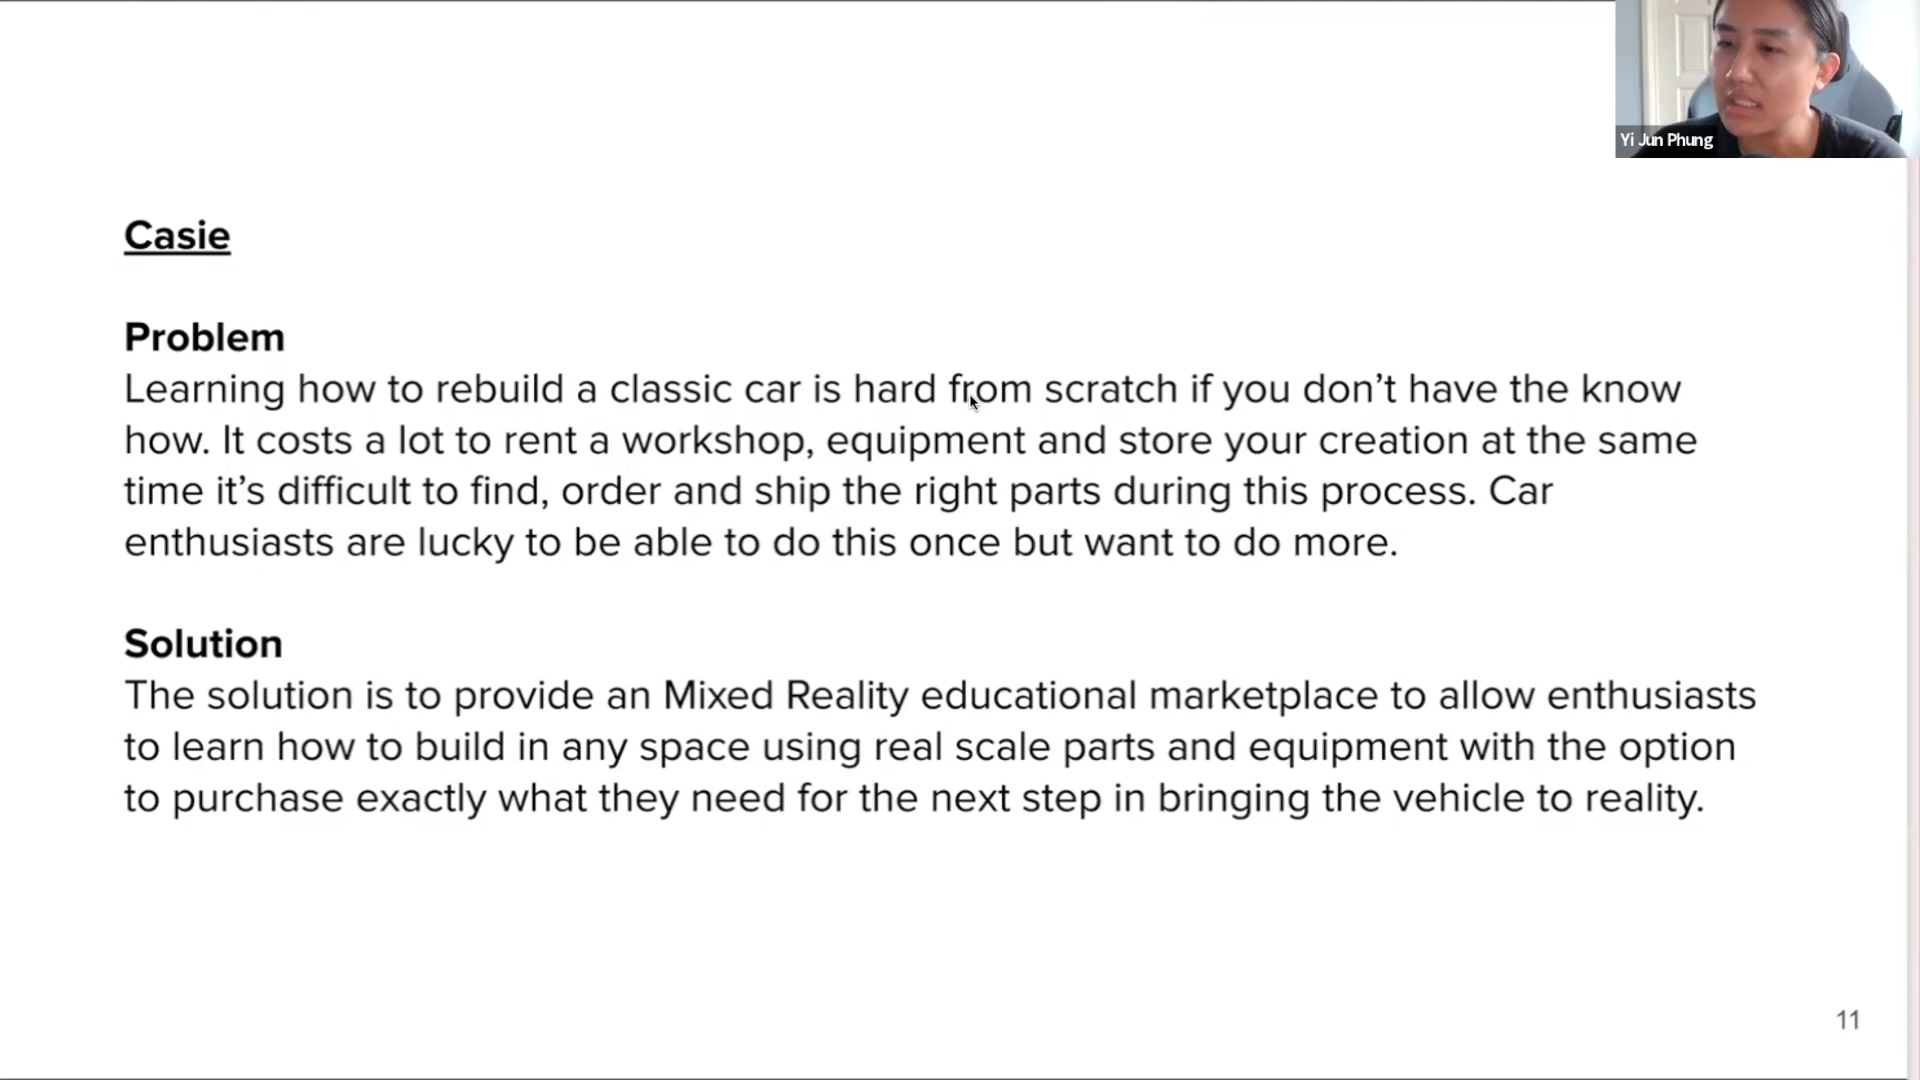 Yi Jun Phung
Casie
Problem
Learning how to rebuild a classic car is hard from scratch if you don’t have the know
how. It costs a lot to rent a workshop, equipment and store your creation at the same
time it’s difficult to find, order and ship the right parts during this process. Car
enthusiasts are lucky to be able to do this once but want to do more.
Solution
The solution is to provide an Mixed Reality educational marketplace to allow enthusiasts
to learn how to build in any space using real scale parts and equipment with the option
to purchase exactly what they need for the next step in bringing the vehicle to reality.
11